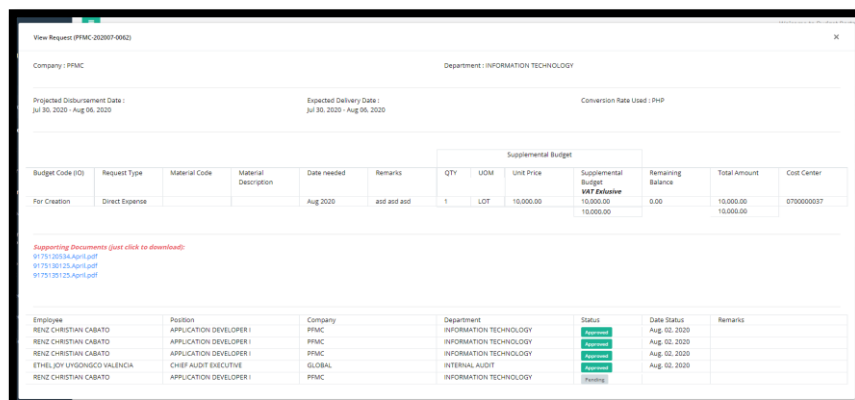 View Request (PFMC-202007-0062)
Company : PFMC Department : INFORMATION TECHNOLOGY
Projected Disbursement Date : Expected Delivery Date : Conversion Rate Used : PHP
Jul 30, 2020 - Aug 06, 2020 Jul 30, 2020 - Aug 06, 2020
Supplemental Budget
Budget Code (IO) Request Type Material Code Material Description Date needed Remarks QTY UOM Unit Price Supplemental Budget VAT Exlusive Remaining Balance Total Amount Cost Center
For Creation Direct Expense Aug 2020 asd asd asd 1 LOT 10,000.00 10,000.00 0.00 10,000.00 0700000037
10,000.00 10,000.00
Supporting Documents (just click to download):
9175120534.April.pdf
9175130125.April.pdf
9175135125.April.pdf
Employee Position Company Department Status Date Status Remarks
RENZ CHRISTIAN CABATO APPLICATION DEVELOPER I PFMC INFORMATION TECHNOLOGY Approved Aug. 02, 2020
RENZ CHRISTIAN CABATO APPLICATION DEVELOPER I PFMC INFORMATION TECHNOLOGY Approved Aug. 02, 2020
RENZ CHRISTIAN CABATO APPLICATION DEVELOPER I PFMC INFORMATION TECHNOLOGY Approved Aug. 02, 2020
ETHEL JOY UYGONGCO VALENCIA CHIEF AUDIT EXECUTIVE GLOBAL INTERNAL AUDIT Approved Aug. 02, 2020
RENZ CHRISTIAN CABATO APPLICATION DEVELOPER I PFMC INFORMATION TECHNOLOGY Pending